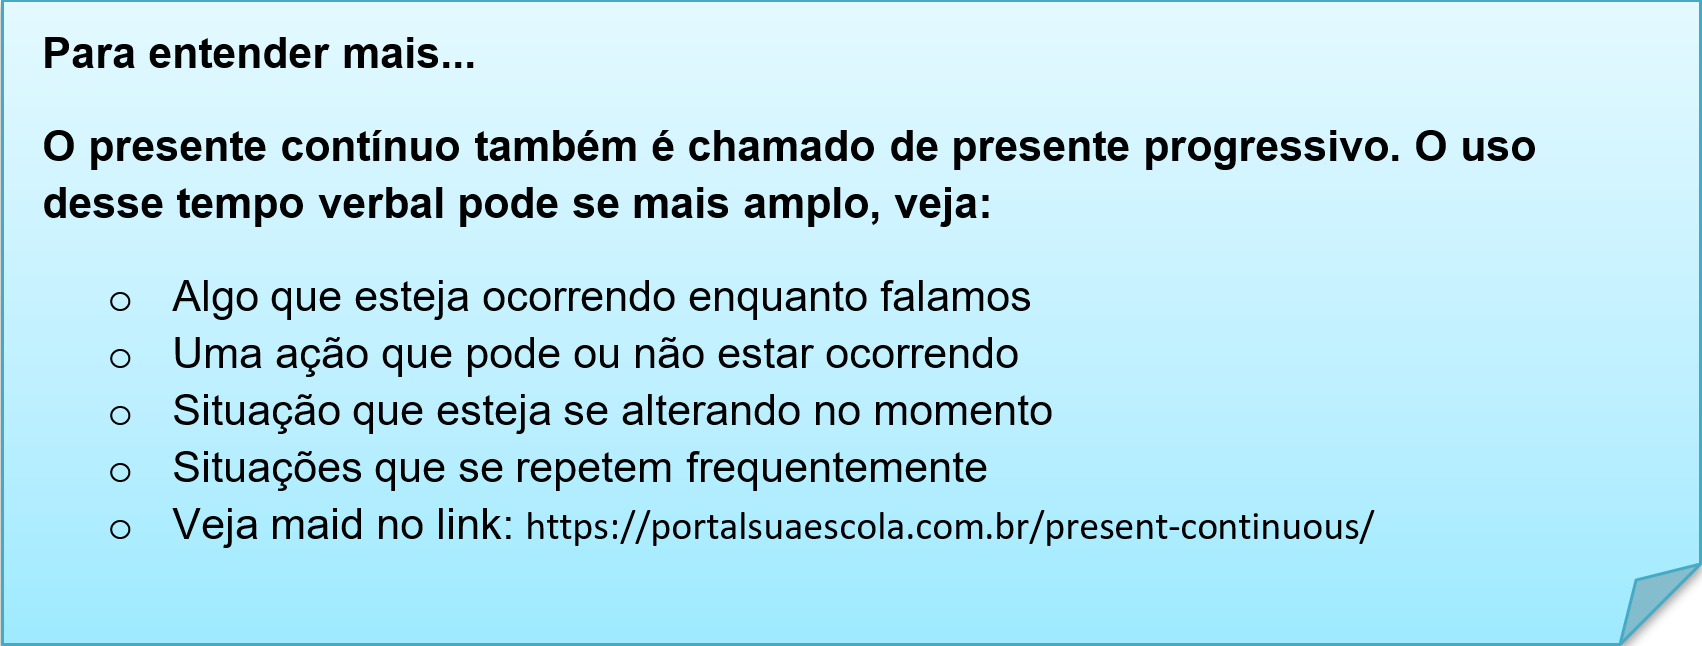 Para entender mais...
O presente contínuo também é chamado de presente progressivo. O uso
desse tempo verbal pode se mais amplo, veja:
o Algo que esteja ocorrendo enquanto falamos
o Uma ação que pode ou não estar ocorrendo
o Situação que esteja se alterando no momento
o Situações que se repetem frequentemente
o Veja maid no link: https://portalsuaescola.com.br/present-continuous/